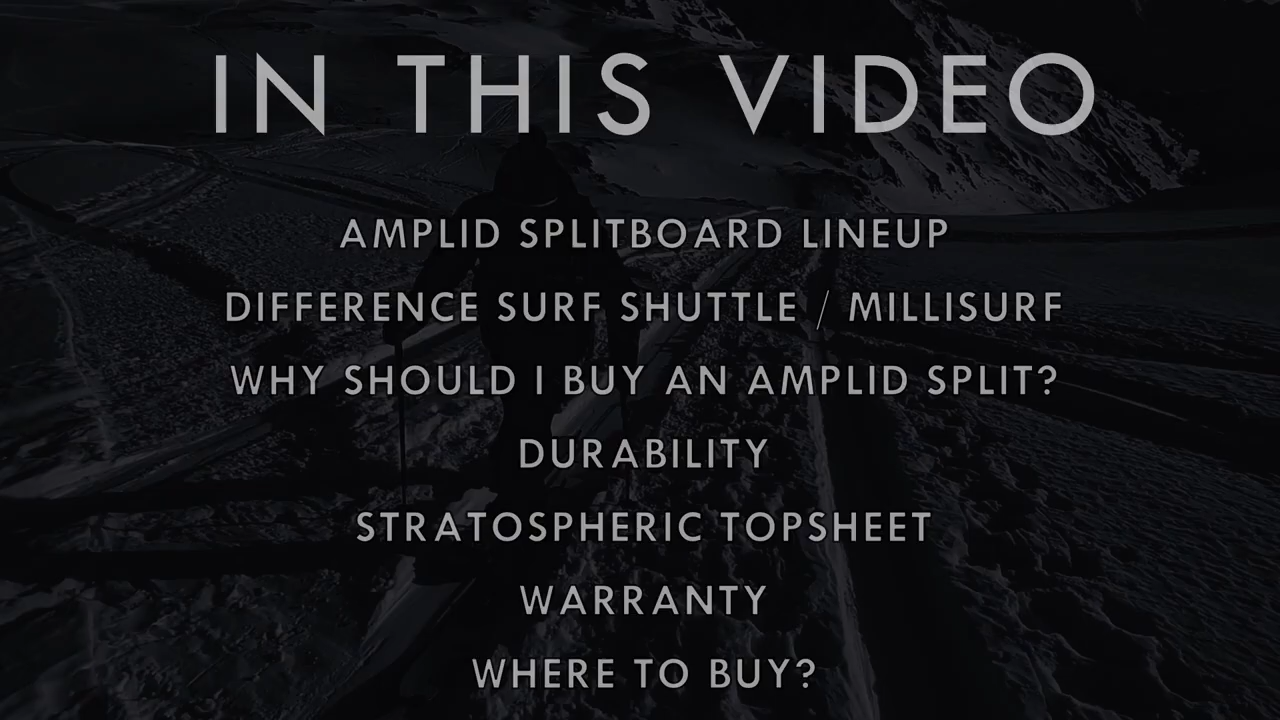 IN THIS VIDEO
AMPLID SPLITBOARD LINEUP
DIFFERENCE SURF SHUTTLE / MILLISURF
WHY SHOULD I BUY AN AMPLID SPLIT?
DURABILITY
STRATOSPHERIC TOPSHEET
WARRANTY
WHERE TO BUY?